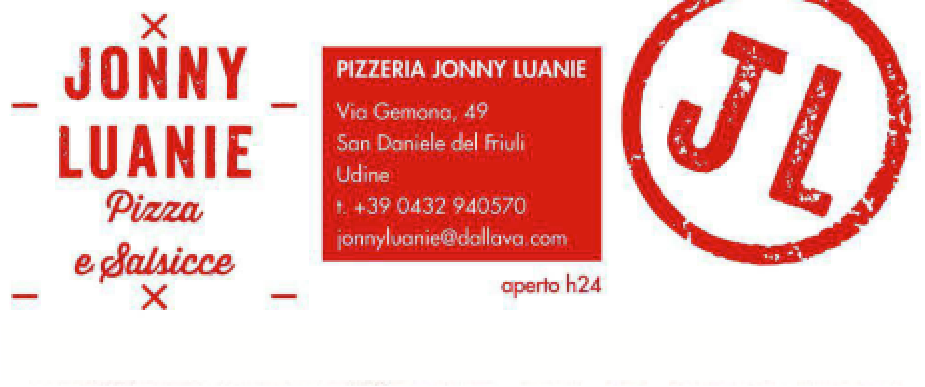 JONNY
LUANIE
Pizza
e Salsicce
PIZZERIA JONNY LUANIE
Via Gemona, 49
San Daniele del Friuli
Udine
t. +39 0432 940570
jonnyluanie@dallava.com
aperto h24
JL